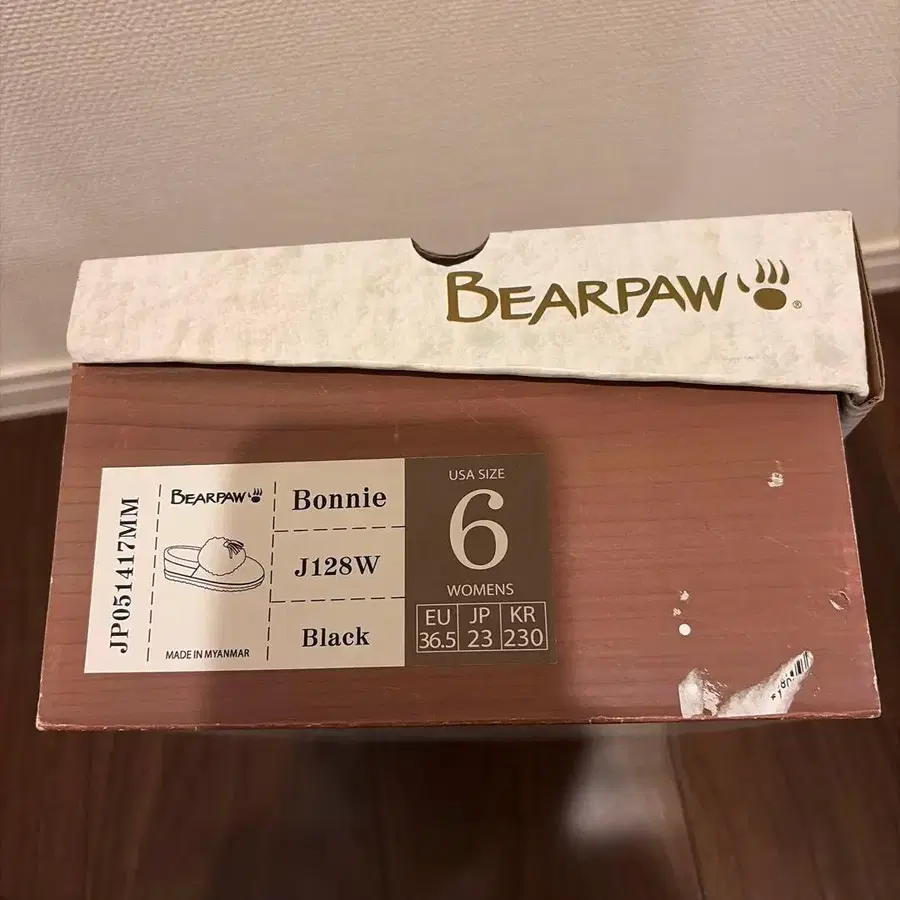 BEARPAW®
JP051417MM
BEARPAW
MADE IN MYANMAR
Bonnie
J128W
Black
USA SIZE
6
WOMENS
EU JP KR
36.5 23 230